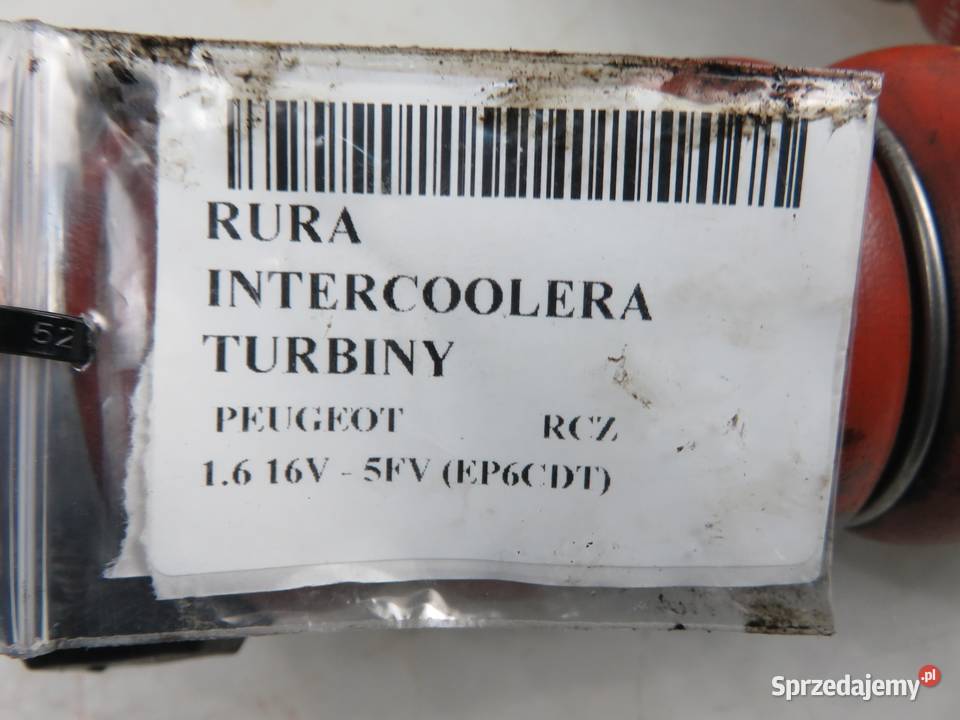 RURA
INTERCOOLERA
TURBINY
PEUGEOT RCZ
1.6 16V - 5FV (EP6CDT)
52
Sprzedajemy.pl